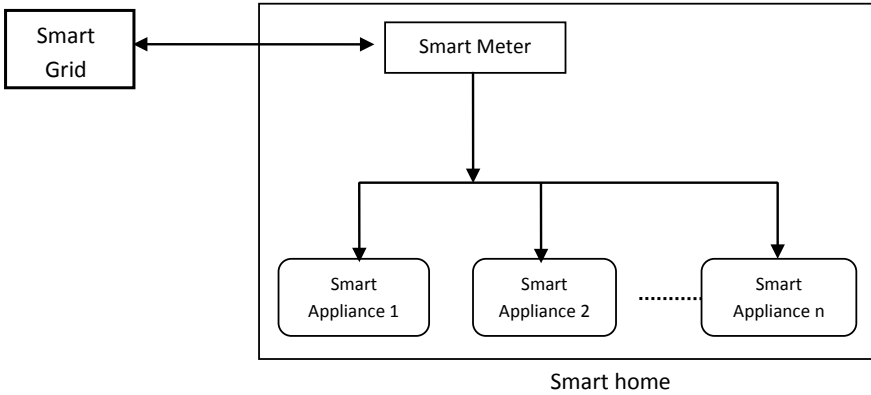 Smart
Grid
Smart Meter
Smart
Appliance 1
Smart
Appliance 2
Smart
Appliance n
Smart home